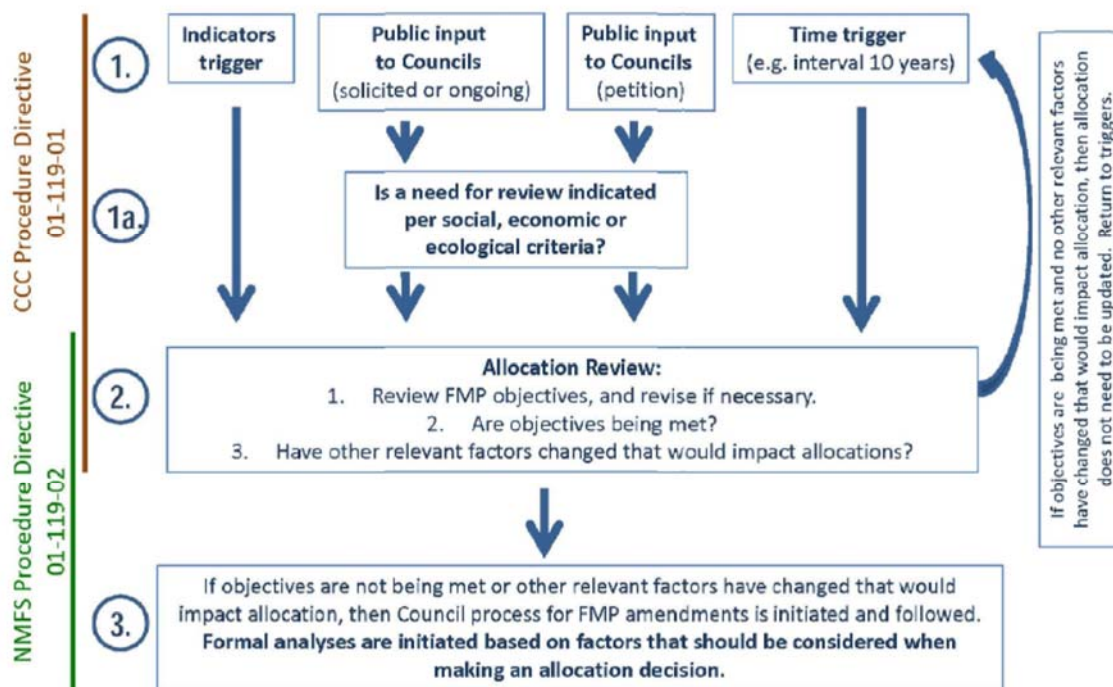 CCC Procedure Directive
01-119-01
NMFS Procedure Directive
01-119-02
1.
Indicators
trigger
Public input
to Councils
(solicited or ongoing)
Public input
to Councils
(petition)
Time trigger
(e.g. interval 10 years)
1a.
Is a need for review indicated
per social, economic or
ecological criteria?
2.
Allocation Review:
1. Review FMP objectives, and revise if necessary.
2. Are objectives being met?
3. Have other relevant factors changed that would impact allocations?
If objectives are being met and no other relevant factors
have changed that would impact allocation, then allocation
does not need to be updated. Return to triggers.
3.
If objectives are not being met or other relevant factors have changed that would
impact allocation, then Council process for FMP amendments is initiated and followed.
Formal analyses are initiated based on factors that should be considered when
making an allocation decision.